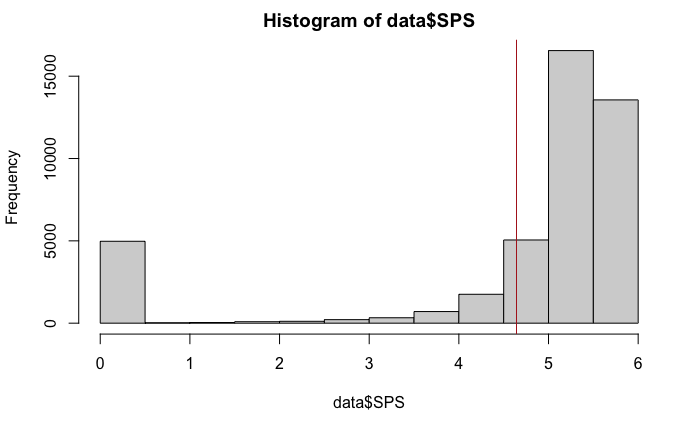 Histogram of data$SPS
Frequency
15000
10000
5000
0
0 1 2 3 4 5 6
data$SPS